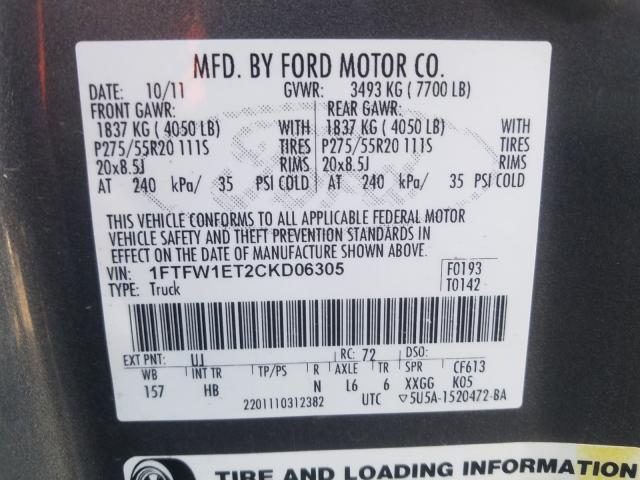 MFD. BY FORD MOTOR CO.
DATE: 10/11 GVWR: 3493 KG ( 7700 LB)
FRONT GAWR: REAR GAWR:
1837 KG ( 4050 LB) WITH 1837 KG ( 4050 LB) WITH
P275/55R20 111S TIRES P275/55R20 111S TIRES
20x8.5J RIMS 20x8.5J RIMS
AT 240 kPa/ 35 PSI COLD AT 240 kPa/ 35 PSI COLD
THIS VEHICLE CONFORMS TO ALL APPLICABLE FEDERAL MOTOR
VEHICLE SAFETY AND THEFT PREVENTION STANDARDS IN
EFFECT ON THE DATE OF MANUFACTURE SHOWN ABOVE.
VIN: 1FTFW1ET2CKD06305 F0193
TYPE: Truck T0142
EXT PNT: UJ RC: 72 DSO:
WB INT TR TP/PS R AXLE TR SPR CF613
157 HB N L6 6 XXGG K05
2201110312382 UTC ▽5U5A-1520472-BA
TIRE AND LOADING INFORMATION